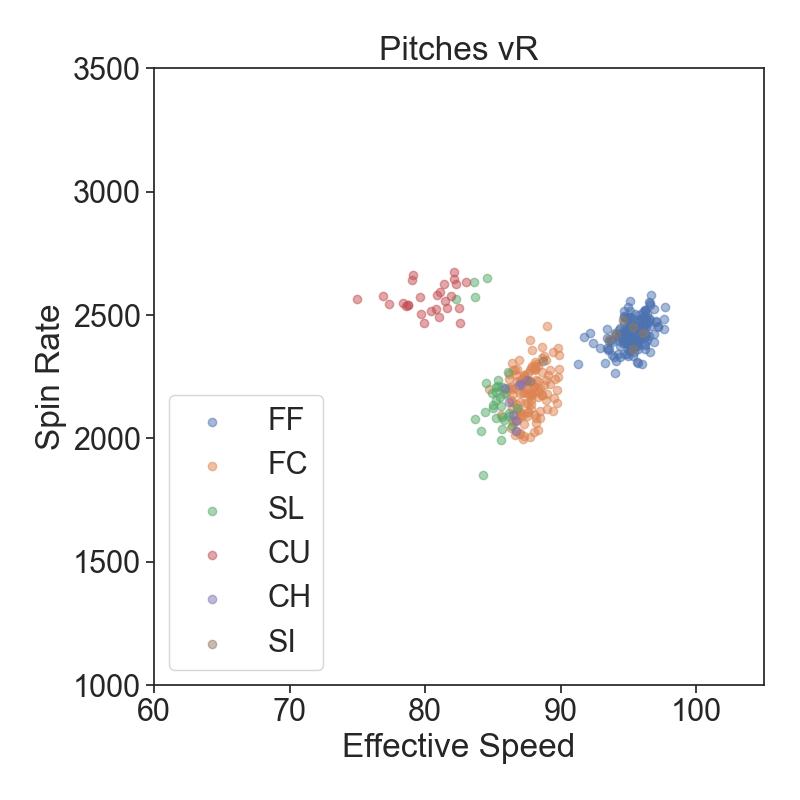 Pitches vR
3500
3000
2500
2000
1500
1000
Spin Rate
FF
FC
SL
CU
CH
SI
60 70 80 90 100
Effective Speed